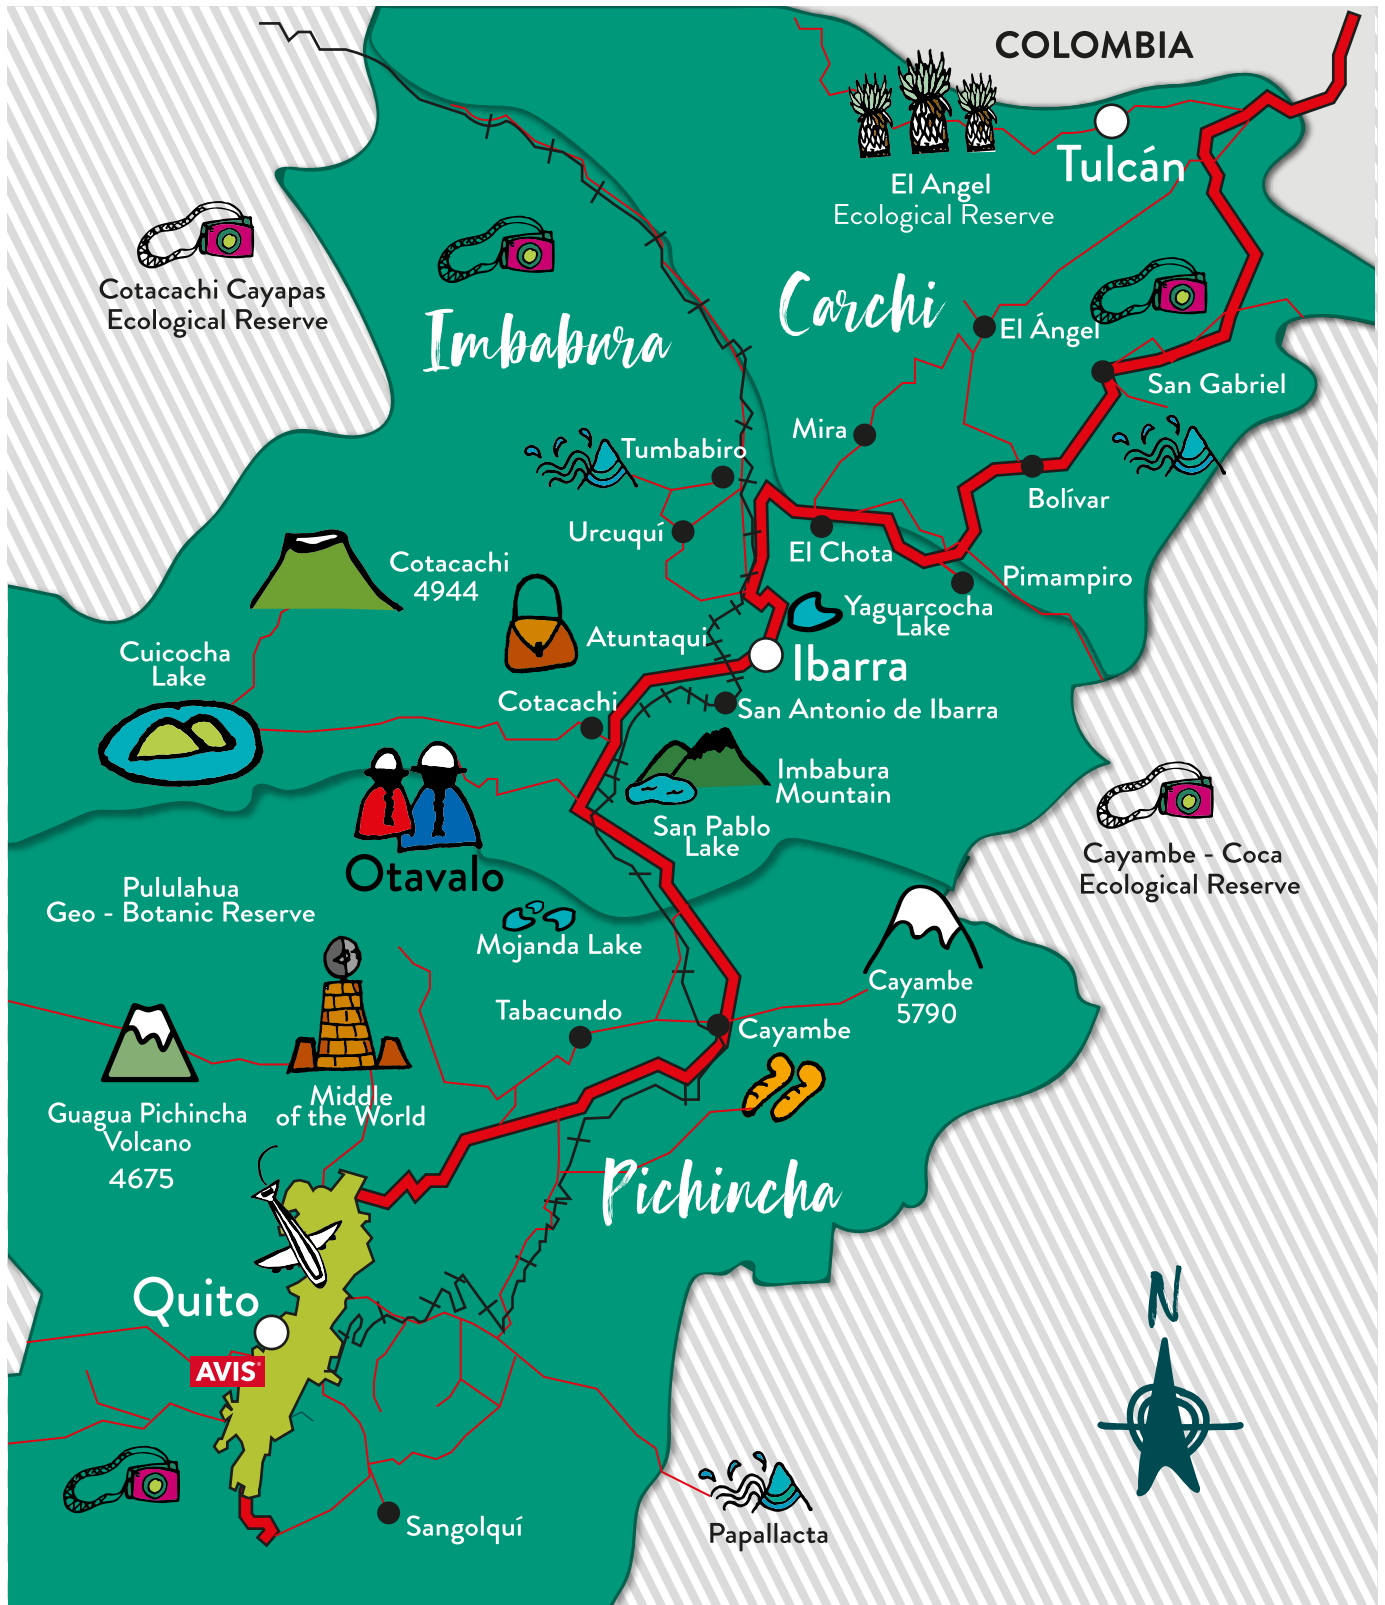 COLOMBIA
Tulcán
El Angel
Ecological Reserve
Cotacachi Cayapas
Ecological Reserve
Carchi
Imbabura
El Ángel
San Gabriel
Mira
Tumbabiro
Bolívar
Urcuquí
El Chota
Cotacachi
4944
Pimampiro
Yaguarcocha
Lake
Atuntaqui
Cuicocha
Lake
Ibarra
Cotacachi
San Antonio de Ibarra
Imbabura
Mountain
San Pablo
Lake
Otavalo
Cayambe - Coca
Ecological Reserve
Pululahua
Geo - Botanic Reserve
Mojanda Lake
Cayambe
5790
Tabacundo
Cayambe
Middle
of the World
Guagua Pichincha
Volcano
4675
Pichincha
Quito
N
AVIS
Sangolquí
Papallacta